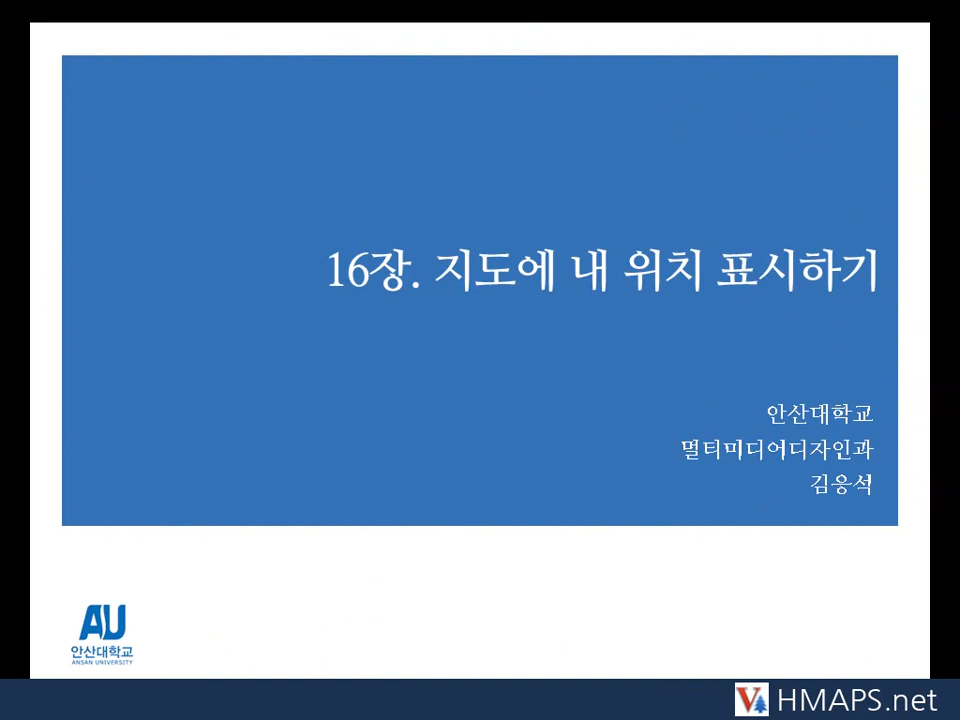 16장. 지도에 내 위치 표시하기
안산대학교
멀티미디어디자인과
김응석
AU
안산대학교
ANSAN UNIVERSITY
V HMAPS.net